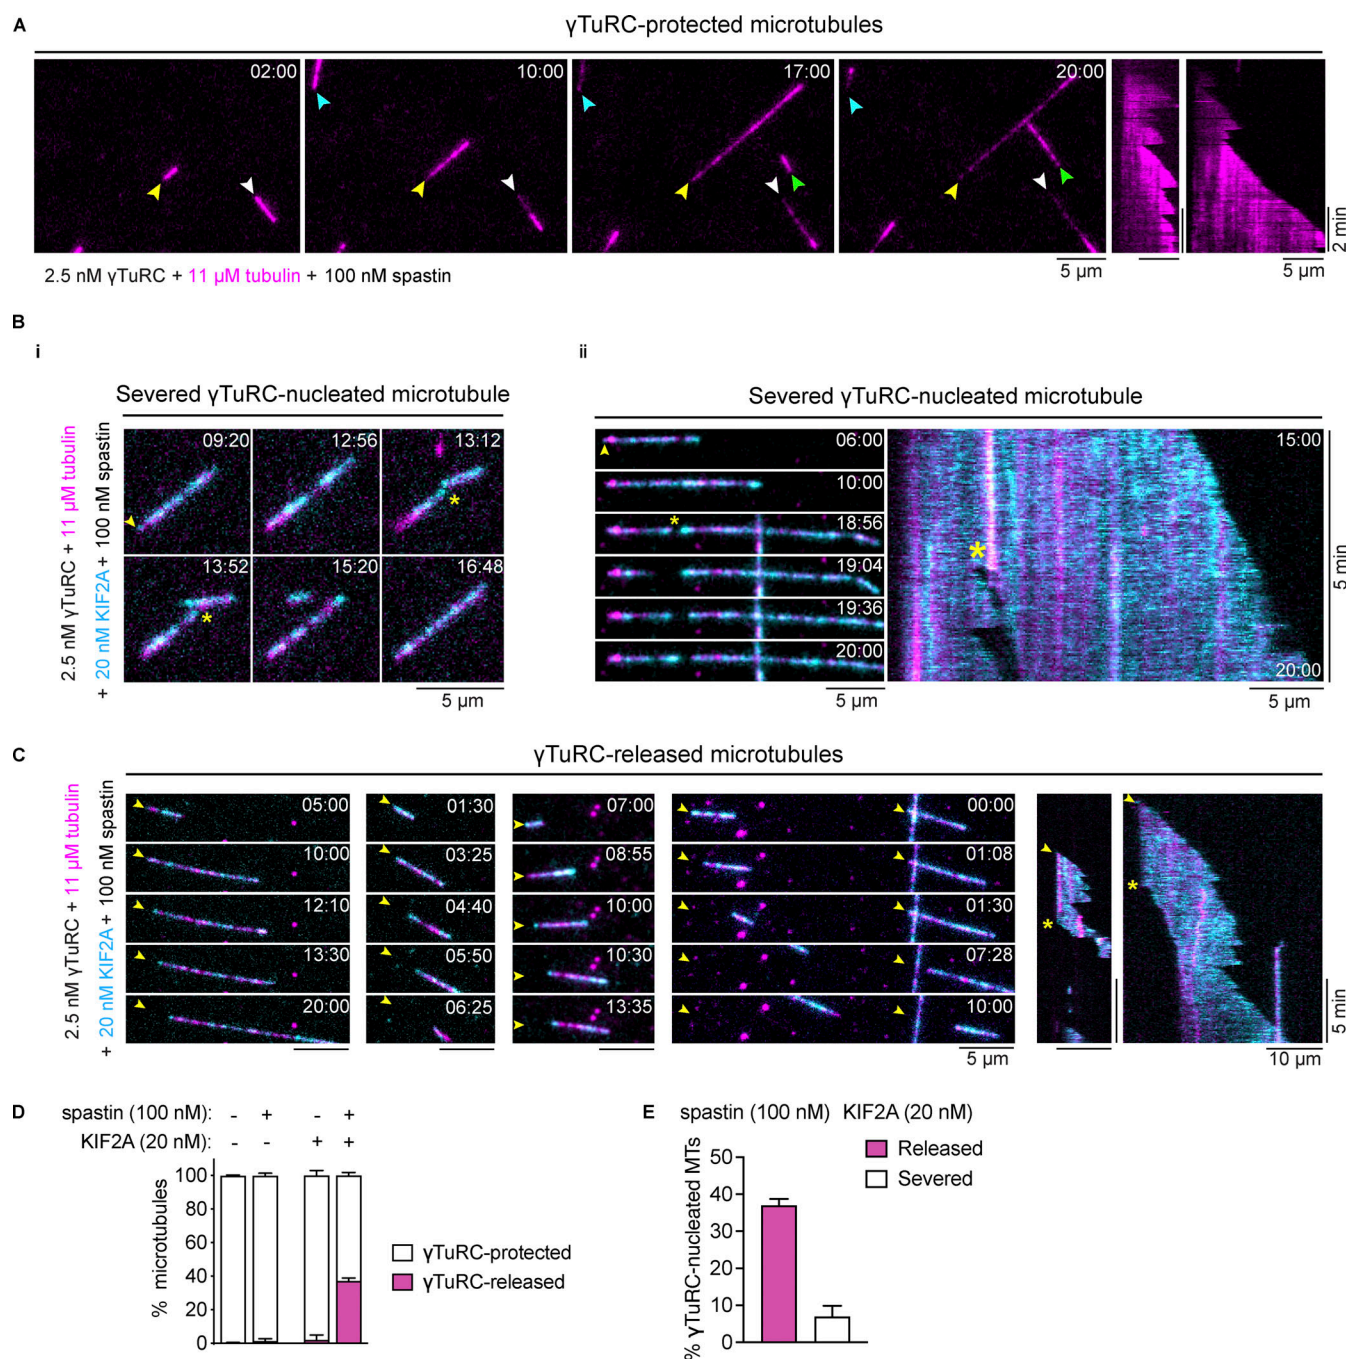 A
γTuRC-protected microtubules
02:00
10:00
17:00
20:00
2 min
2.5 nM γTuRC + 11 µM tubulin + 100 nM spastin
5 µm
5 µm
B
i
ii
Severed γTuRC-nucleated microtubule
Severed γTuRC-nucleated microtubule
2.5 nM γTuRC + 11 µM tubulin
+ 20 nM KIF2A + 100 nM spastin
09:20
12:56
13:12
*
13:52
15:20
16:48
*
5 µm
06:00
10:00
18:56
*
19:04
19:36
20:00
5 µm
15:00
*
20:00
5 min
5 µm
C
γTuRC-released microtubules
2.5 nM γTuRC + 11 µM tubulin
+ 20 nM KIF2A + 100 nM spastin
05:00
10:00
12:10
13:30
20:00
01:30
03:25
04:40
05:50
06:25
07:00
08:55
10:00
10:30
13:35
00:00
01:08
01:30
07:28
10:00
5 µm
*
*
5 min
10 µm
D
spastin (100 nM): - + - +
KIF2A (20 nM): - - + +
% microtubules
100
80
60
40
20
0
γTuRC-protected
γTuRC-released
E
spastin (100 nM) KIF2A (20 nM)
% γTuRC-nucleated MTs
50
40
30
20
10
0
Released
Severed